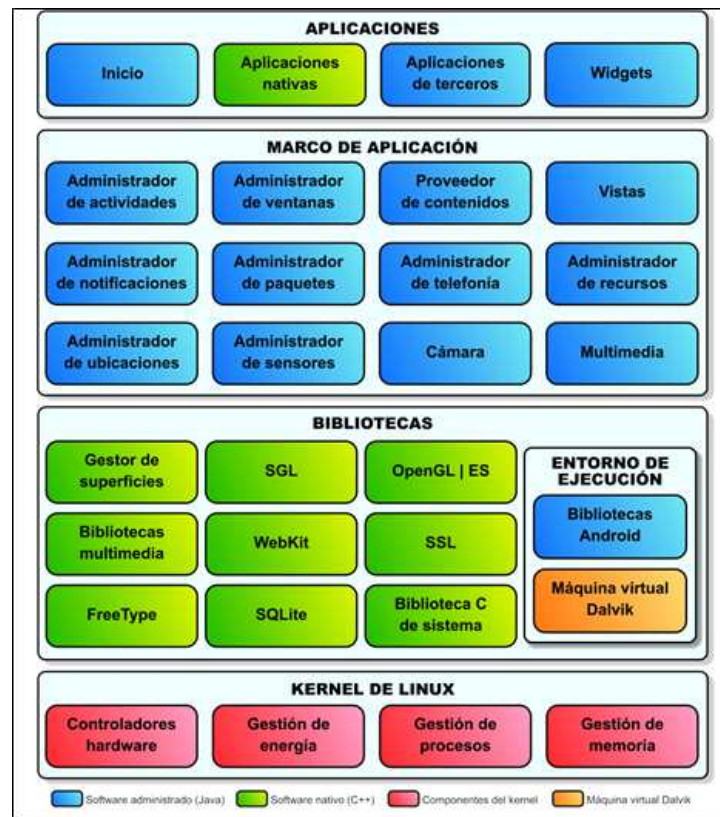 APLICACIONES
Inicio
Aplicaciones
nativas
Aplicaciones
de terceros
Widgets
MARCO DE APLICACIÓN
Administrador
de actividades
Administrador
de ventanas
Proveedor
de contenidos
Vistas
Administrador
de notificaciones
Administrador
de paquetes
Administrador
de telefonía
Administrador
de recursos
Administrador
de ubicaciones
Administrador
de sensores
Cámara
Multimedia
BIBLIOTECAS
Gestor de
superficies
SGL
OpenGL | ES
Bibliotecas
multimedia
WebKit
SSL
FreeType
SQLite
Biblioteca C
de sistema
ENTORNO DE
EJECUCIÓN
Bibliotecas
Android
Máquina virtual
Dalvik
KERNEL DE LINUX
Controladores
hardware
Gestión de
energía
Gestión de
procesos
Gestión de
memoria
Software administrado (Java)
Software nativo (C++)
Componentes del kernel
Máquina virtual Dalvik